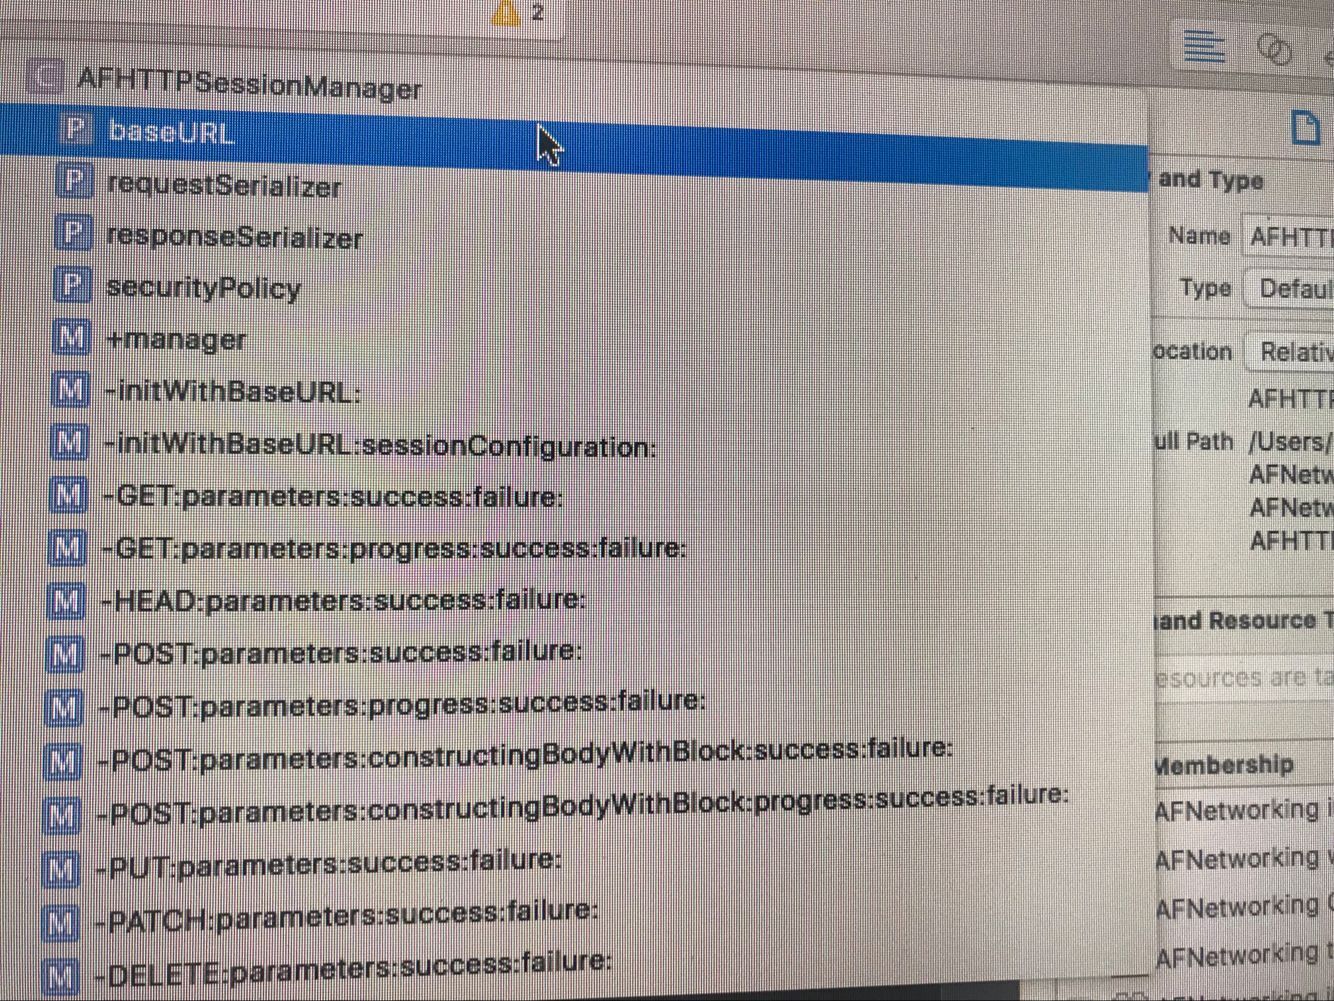 2
C AFHTTPSessionManager
P baseURL
P requestSerializer
P responseSerializer
P securityPolicy
M +manager
M -initWithBaseURL:
M -initWithBaseURL:sessionConfiguration:
M -GET:parameters:success:failure:
M -GET:parameters:progress:success:failure:
M -HEAD:parameters:success:failure:
M -POST:parameters:success:failure:
M -POST:parameters:progress:success:failure:
M -POST:parameters:constructingBodyWithBlock:success:failure:
M -POST:parameters:constructingBodyWithBlock:progress:success:failure:
M -PUT:parameters:success:failure:
M -PATCH:parameters:success:failure:
M -DELETE:parameters:success:failure:
and Type
Name AFHTTP
Type Defaul
ocation Relativ
AFHTTP
ull Path /Users/
AFNetw
AFNetw
AFHTT
and Resource T
esources are ta
Membership
AFNetworking i
AFNetworking
AFNetworking
AFNetworking t